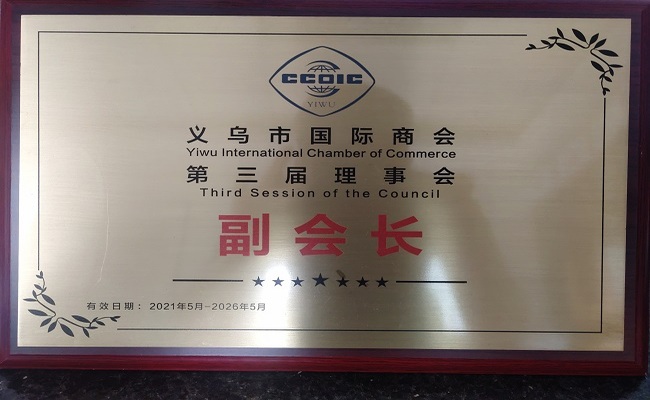 CCOIC
YIWU
义乌市国际商会
Yiwu International Chamber of Commerce
第三届理事会
Third Session of the Council
副会长
有效日期：2021年5月-2026年5月